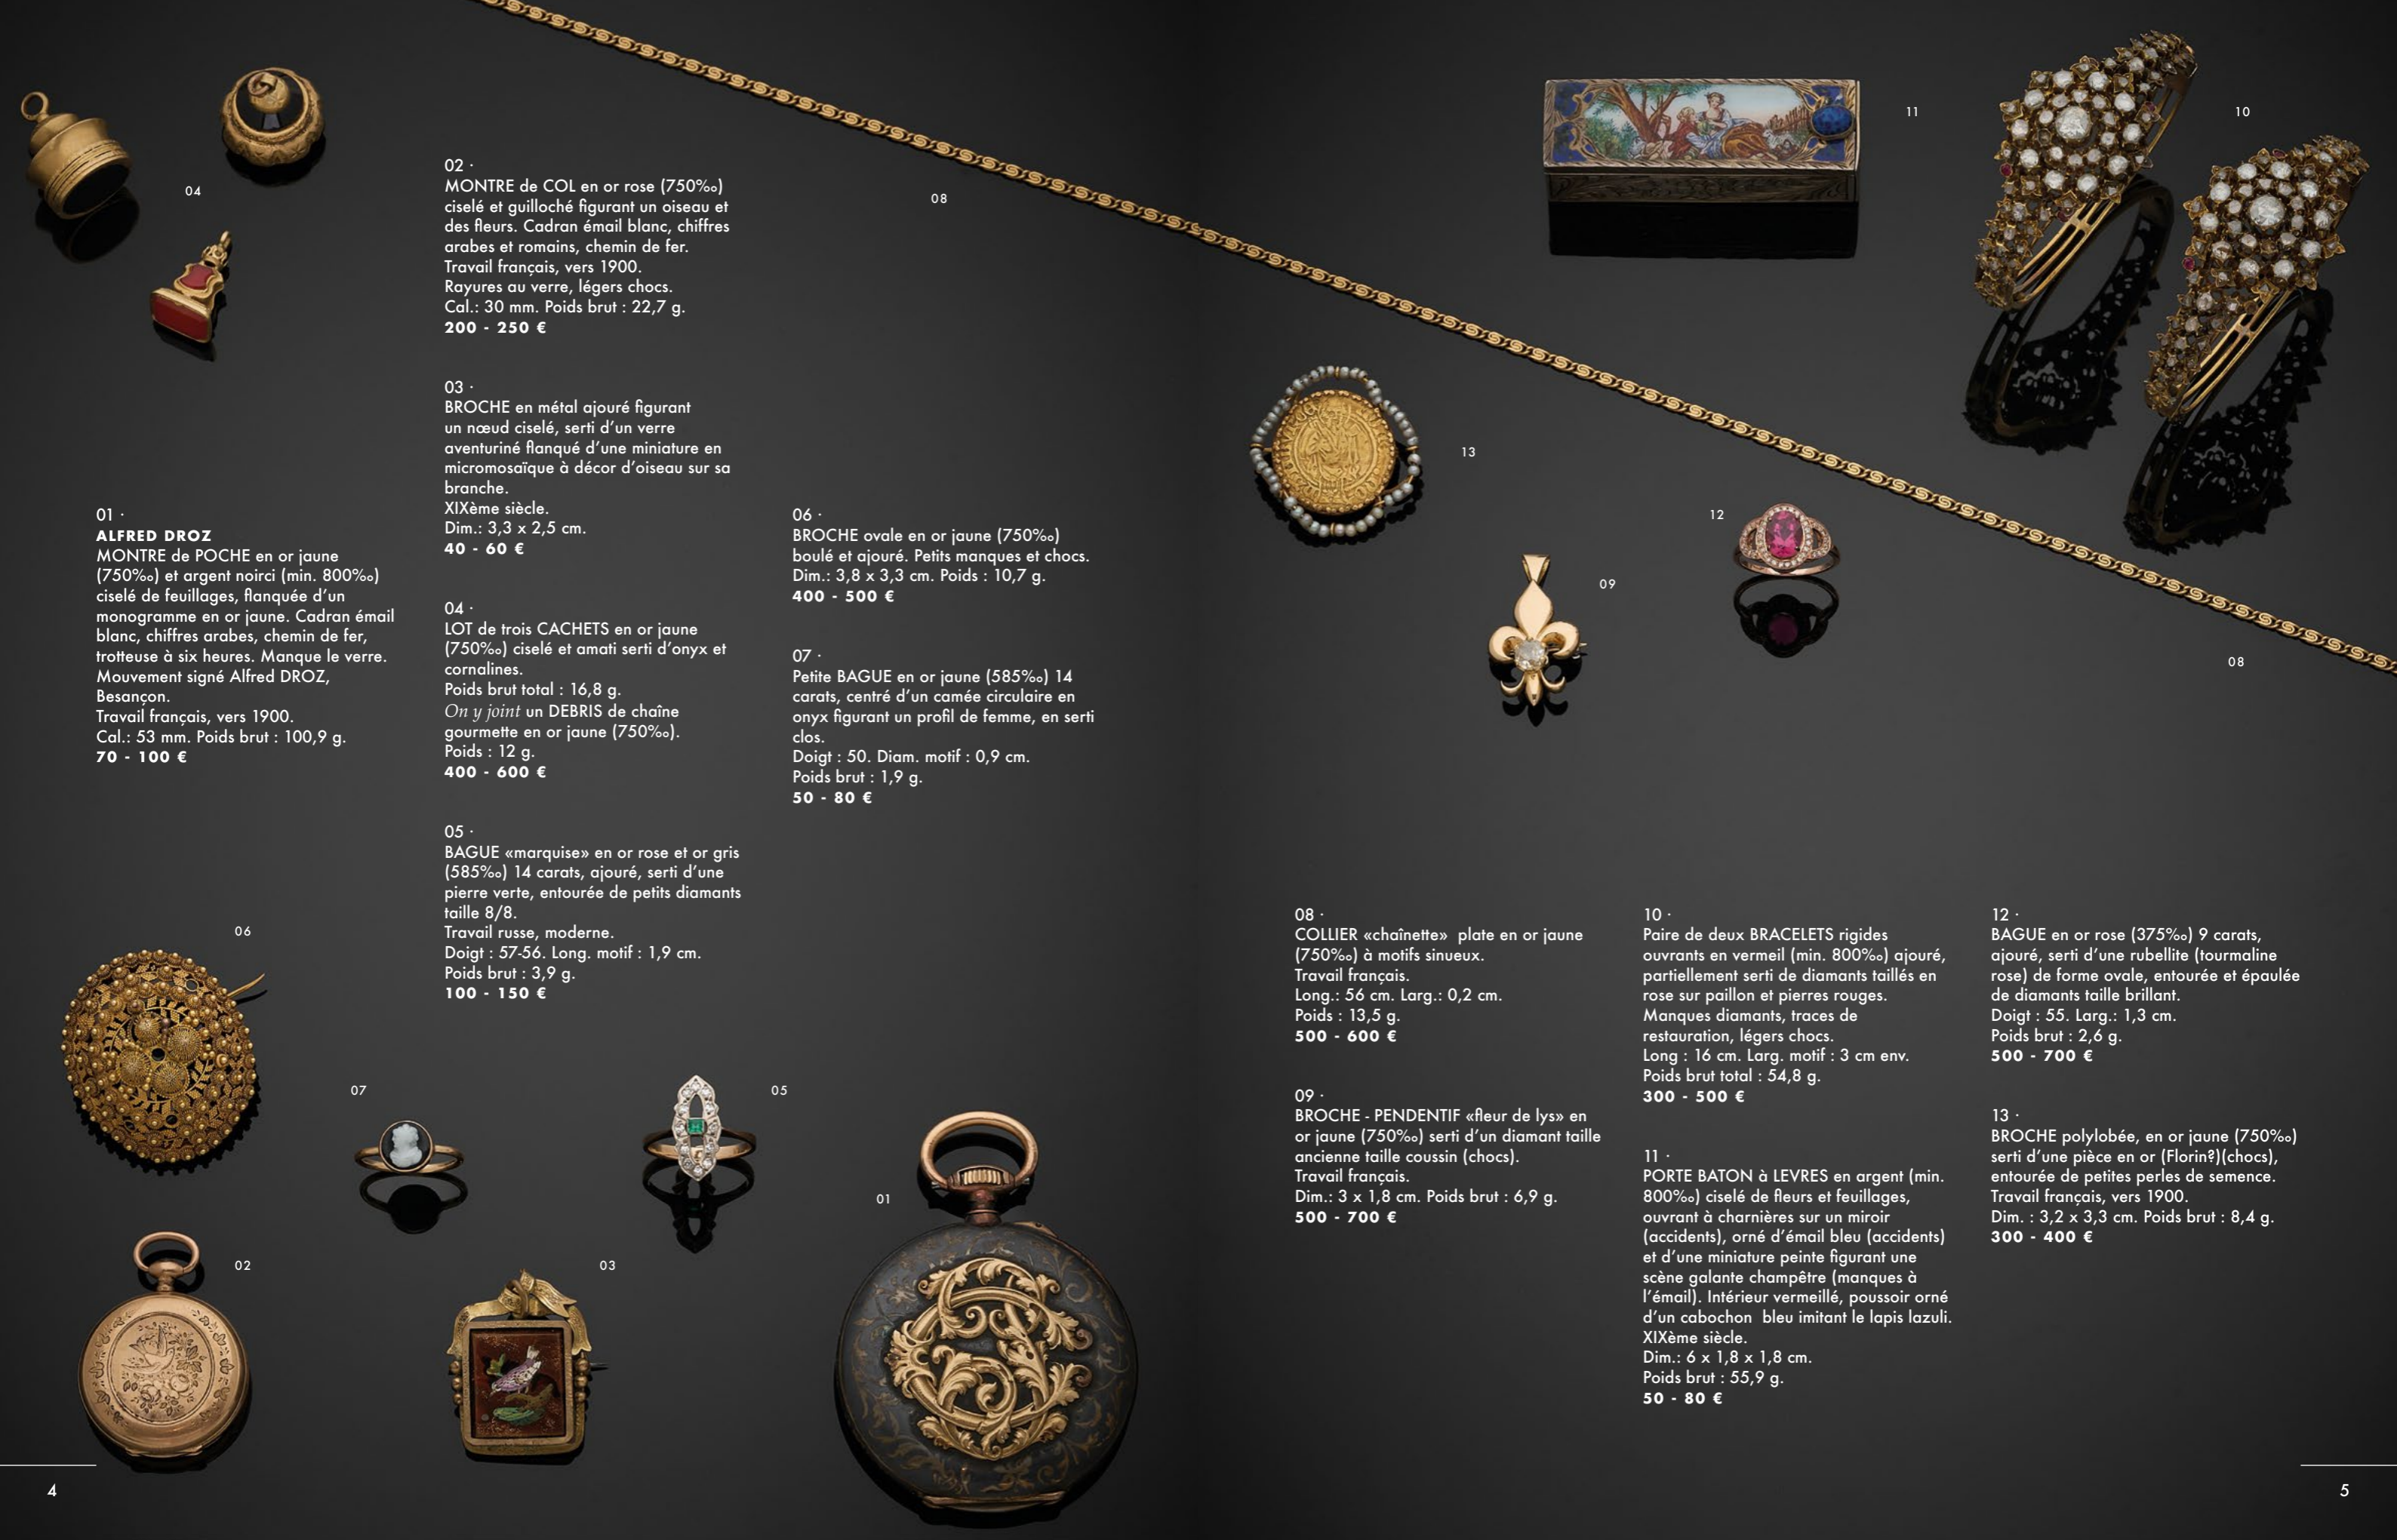 04
08
02 ·
MONTRE de COL en or rose (750‰)
ciselé et guilloché figurant un oiseau et
des fleurs. Cadran émail blanc, chiffres
arabes et romains, chemin de fer.
Travail français, vers 1900.
Rayures au verre, légers chocs.
Cal.: 30 mm. Poids brut : 22,7 g.
200 - 250 €
03 ·
BROCHE en métal ajouré figurant
un nœud ciselé, serti d’un verre
aventuriné flanqué d’une miniature en
micromosaïque à décor d’oiseau sur sa
branche.
XIXème siècle.
Dim.: 3,3 x 2,5 cm.
40 - 60 €
01 ·
ALFRED DROZ
MONTRE de POCHE en or jaune
(750‰) et argent noirci (min. 800‰)
ciselé de feuillages, flanquée d’un
monogramme en or jaune. Cadran émail
blanc, chiffres arabes, chemin de fer,
trotteuse à six heures. Manque le verre.
Mouvement signé Alfred DROZ,
Besançon.
Travail français, vers 1900.
Cal.: 53 mm. Poids brut : 100,9 g.
70 - 100 €
04 ·
LOT de trois CACHETS en or jaune
(750‰) ciselé et amati serti d’onyx et
cornalines.
Poids brut total : 16,8 g.
On y joint un DEBRIS de chaîne
gourmette en or jaune (750‰).
Poids : 12 g.
400 - 600 €
05 ·
BAGUE «marquise» en or rose et or gris
(585‰) 14 carats, ajouré, serti d’une
pierre verte, entourée de petits diamants
taille 8/8.
Travail russe, moderne.
Doigt : 57-56. Long. motif : 1,9 cm.
Poids brut : 3,9 g.
100 - 150 €
06 ·
BROCHE ovale en or jaune (750‰)
boulé et ajouré. Petits manques et chocs.
Dim.: 3,8 x 3,3 cm. Poids : 10,7 g.
400 - 500 €
07 ·
Petite BAGUE en or jaune (585‰) 14
carats, centré d’un camée circulaire en
onyx figurant un profil de femme, en serti
clos.
Doigt : 50. Diam. motif : 0,9 cm.
Poids brut : 1,9 g.
50 - 80 €
06
07
05
01
02
03
4
11
10
13
12
09
08
08 ·
COLLIER «chaînette»  plate en or jaune
(750‰) à motifs sinueux.
Travail français.
Long.: 56 cm. Larg.: 0,2 cm.
Poids : 13,5 g.
500 - 600 €
09 ·
BROCHE - PENDENTIF «fleur de lys» en
or jaune (750‰) serti d’un diamant taille
ancienne taille coussin (chocs).
Travail français.
Dim.: 3 x 1,8 cm. Poids brut : 6,9 g.
500 - 700 €
10 ·
Paire de deux BRACELETS rigides
ouvrants en vermeil (min. 800‰) ajouré,
partiellement serti de diamants taillés en
rose sur paillon et pierres rouges.
Manques diamants, traces de
restauration, légers chocs.
Long : 16 cm. Larg. motif : 3 cm env.
Poids brut total : 54,8 g.
300 - 500 €
11 ·
PORTE BATON à LEVRES en argent (min.
800‰) ciselé de fleurs et feuillages,
ouvrant à charnières sur un miroir
(accidents), orné d’émail bleu (accidents)
et d’une miniature peinte figurant une
scène galante champêtre (manques à
l’émail). Intérieur vermeillé, poussoir orné
d’un cabochon  bleu imitant le lapis lazuli.
XIXème siècle.
Dim.: 6 x 1,8 x 1,8 cm.
Poids brut : 55,9 g.
50 - 80 €
12 ·
BAGUE en or rose (375‰) 9 carats,
ajouré, serti d’une rubellite (tourmaline
rose) de forme ovale, entourée et épaulée
de diamants taille brillant.
Doigt : 55. Larg.: 1,3 cm.
Poids brut : 2,6 g.
500 - 700 €
13 ·
BROCHE polylobée, en or jaune (750‰)
serti d’une pièce en or (Florin?)(chocs),
entourée de petites perles de semence.
Travail français, vers 1900.
Dim. : 3,2 x 3,3 cm. Poids brut : 8,4 g.
300 - 400 €
5